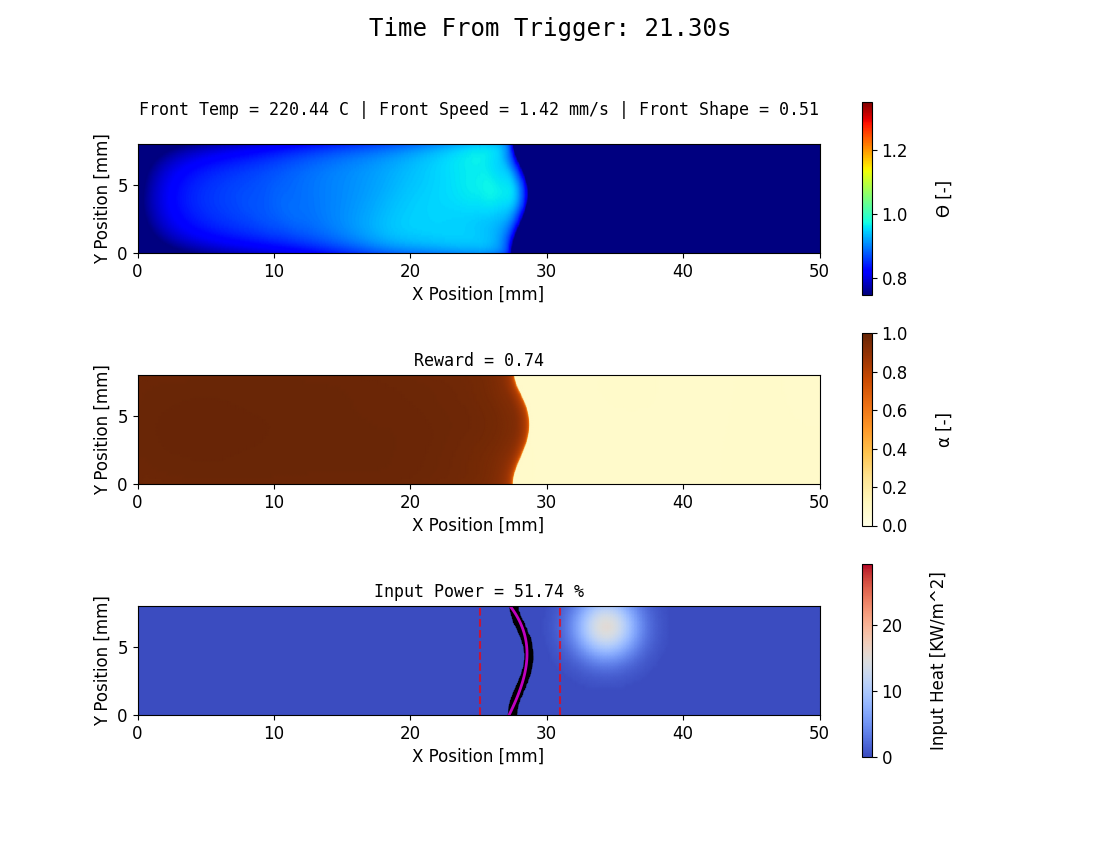 Time From Trigger: 21.30s
Front Temp = 220.44 C | Front Speed = 1.42 mm/s | Front Shape = 0.51
Y Position [mm]
5
0
0 10 20 30 40 50
X Position [mm]
1.2
1.0
0.8
Θ [-]
Reward = 0.74
Y Position [mm]
5
0
0 10 20 30 40 50
X Position [mm]
1.0
0.8
0.6
0.4
0.2
0.0
α [-]
Input Power = 51.74 %
Y Position [mm]
5
0
0 10 20 30 40 50
X Position [mm]
20
10
0
Input Heat [KW/m^2]